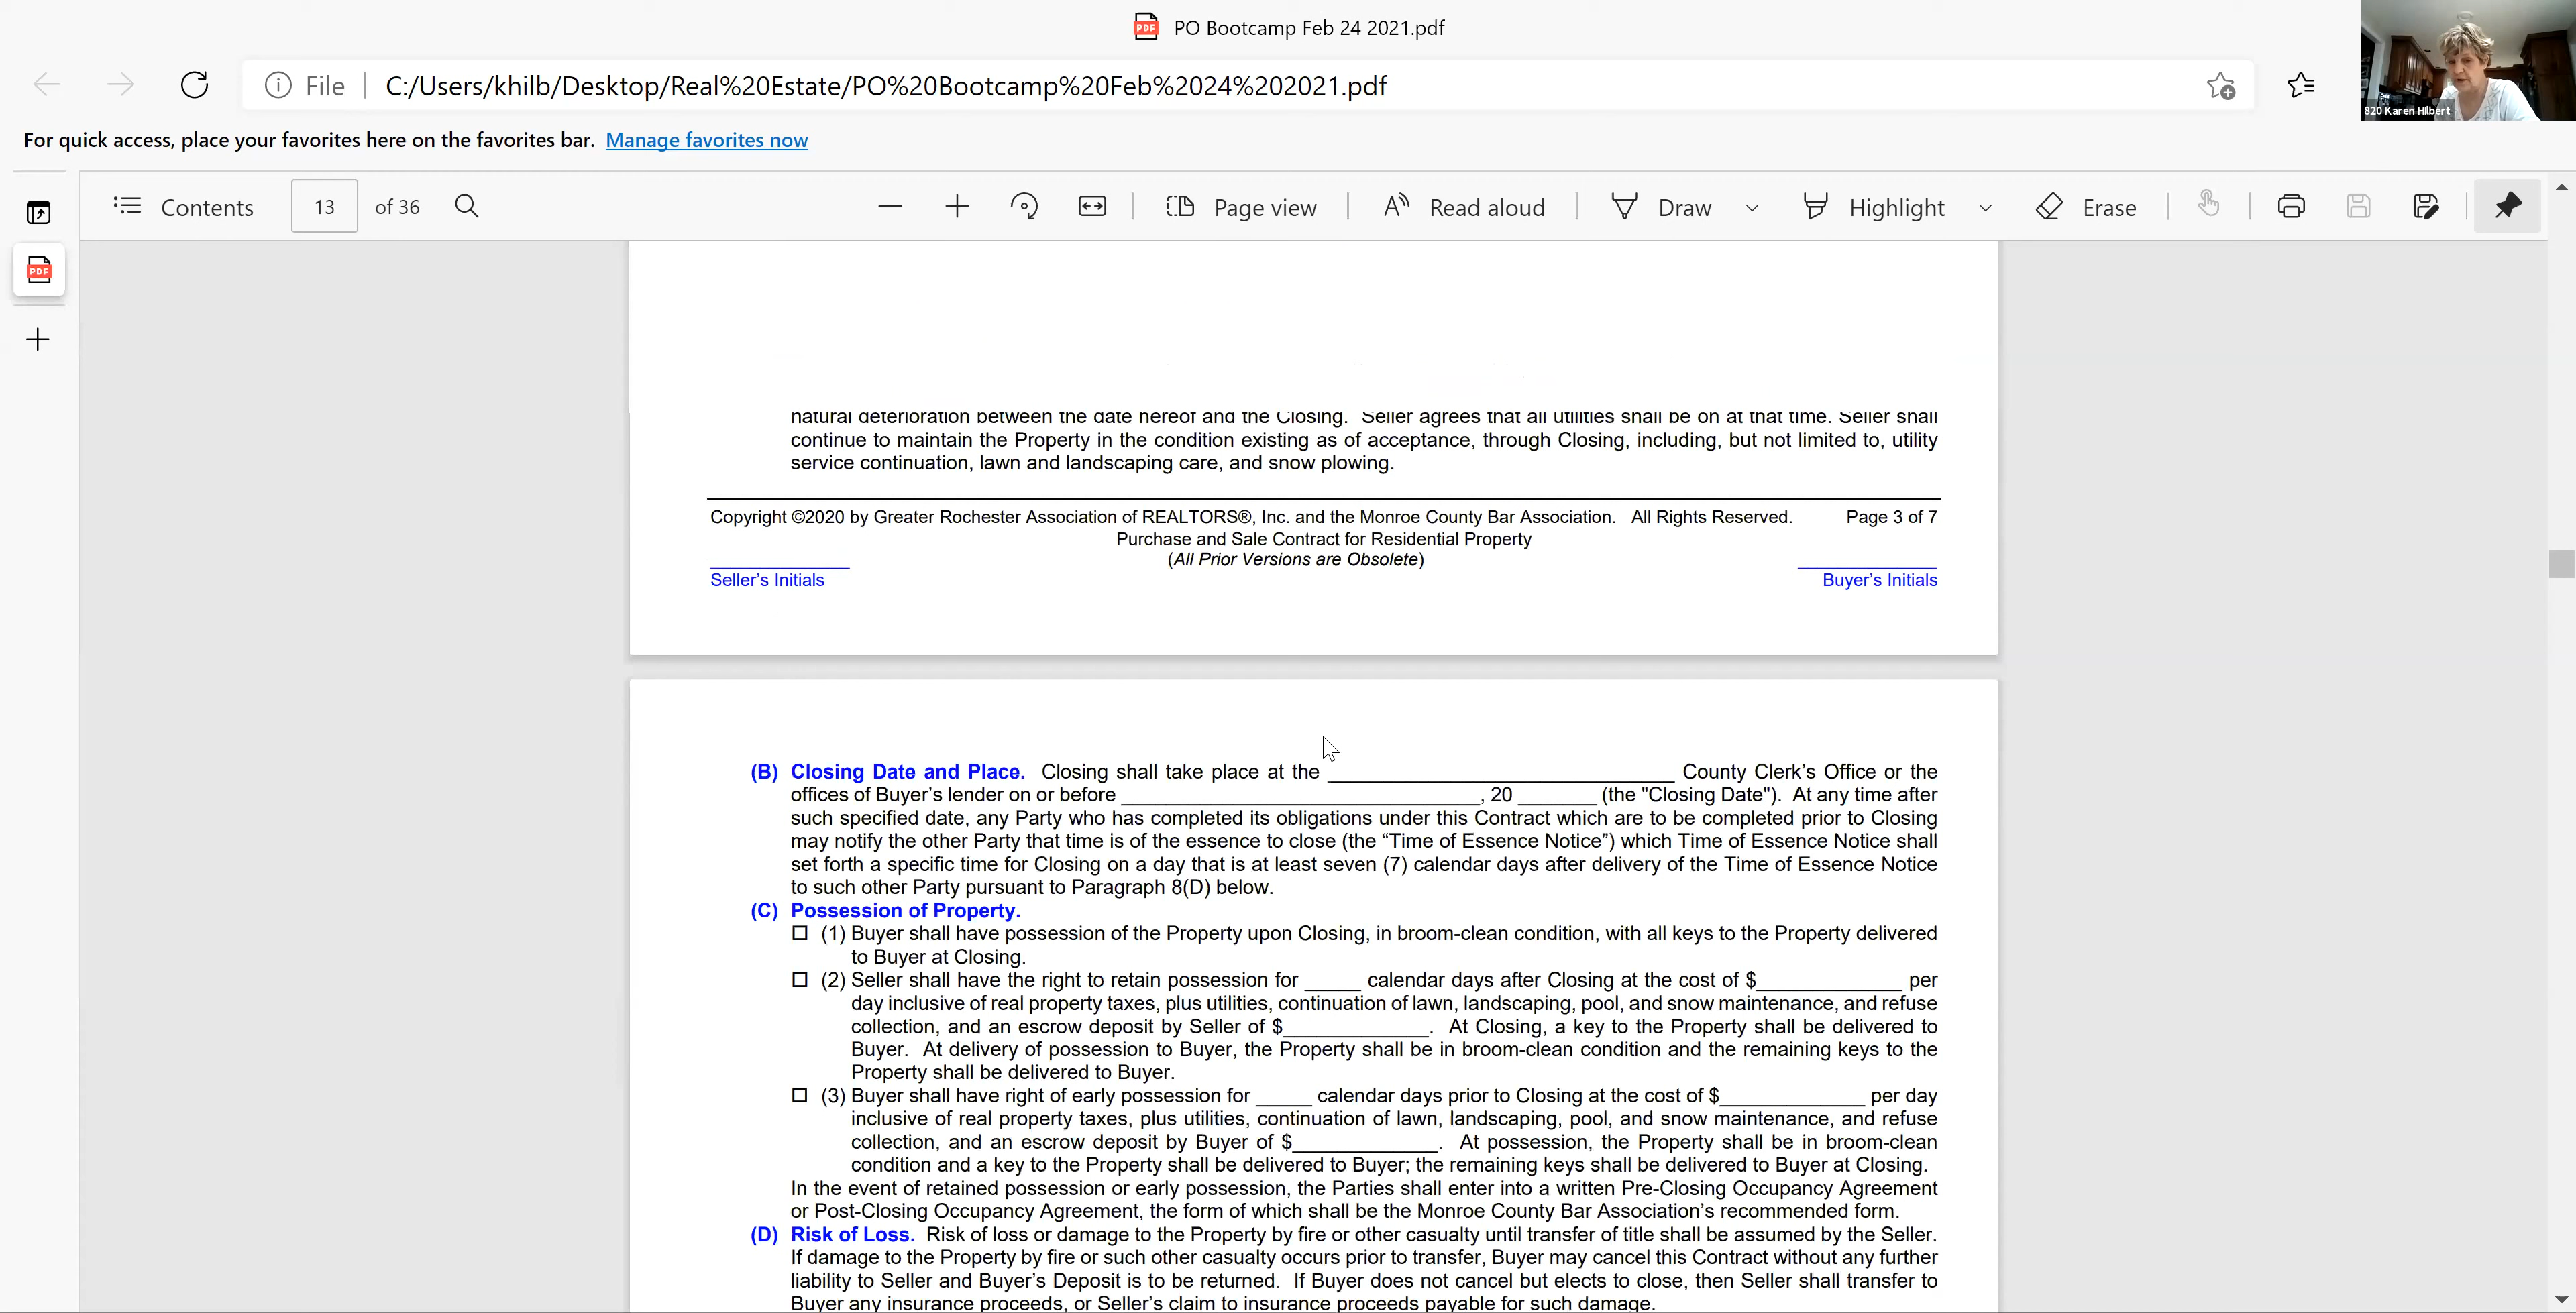 PO Bootcamp Feb 24 2021.pdf
File C:/Users/khilb/Desktop/Real%20Estate/PO%20Bootcamp%20Feb%2024%202021.pdf
820 Karen Hilbert
For quick access, place your favorites here on the favorites bar. Manage favorites now
Contents 13 of 36 Page view Read aloud Draw Highlight Erase
natural deterioration between the date hereof and the Closing. Seller agrees that all utilities shall be on at that time. Seller shall
continue to maintain the Property in the condition existing as of acceptance, through Closing, including, but not limited to, utility
service continuation, lawn and landscaping care, and snow plowing.
Copyright ©2020 by Greater Rochester Association of REALTORS®, Inc. and the Monroe County Bar Association. All Rights Reserved. Page 3 of 7
Purchase and Sale Contract for Residential Property
(All Prior Versions are Obsolete)
Seller's Initials Buyer's Initials
(B) Closing Date and Place. Closing shall take place at the ______________________________ County Clerk's Office or the
offices of Buyer's lender on or before ______________________________, 20 _______ (the "Closing Date"). At any time after
such specified date, any Party who has completed its obligations under this Contract which are to be completed prior to Closing
may notify the other Party that time is of the essence to close (the “Time of Essence Notice”) which Time of Essence Notice shall
set forth a specific time for Closing on a day that is at least seven (7) calendar days after delivery of the Time of Essence Notice
to such other Party pursuant to Paragraph 8(D) below.
(C) Possession of Property.
☐ (1) Buyer shall have possession of the Property upon Closing, in broom-clean condition, with all keys to the Property delivered
to Buyer at Closing.
☐ (2) Seller shall have the right to retain possession for _____ calendar days after Closing at the cost of $_____________ per
day inclusive of real property taxes, plus utilities, continuation of lawn, landscaping, pool, and snow maintenance, and refuse
collection, and an escrow deposit by Seller of $_____________. At Closing, a key to the Property shall be delivered to
Buyer. At delivery of possession to Buyer, the Property shall be in broom-clean condition and the remaining keys to the
Property shall be delivered to Buyer.
☐ (3) Buyer shall have right of early possession for _____ calendar days prior to Closing at the cost of $_____________ per day
inclusive of real property taxes, plus utilities, continuation of lawn, landscaping, pool, and snow maintenance, and refuse
collection, and an escrow deposit by Buyer of $_____________. At possession, the Property shall be in broom-clean
condition and a key to the Property shall be delivered to Buyer; the remaining keys shall be delivered to Buyer at Closing.
In the event of retained possession or early possession, the Parties shall enter into a written Pre-Closing Occupancy Agreement
or Post-Closing Occupancy Agreement, the form of which shall be the Monroe County Bar Association's recommended form.
(D) Risk of Loss. Risk of loss or damage to the Property by fire or other casualty until transfer of title shall be assumed by the Seller.
If damage to the Property by fire or such other casualty occurs prior to transfer, Buyer may cancel this Contract without any further
liability to Seller and Buyer's Deposit is to be returned. If Buyer does not cancel but elects to close, then Seller shall transfer to
Buyer any insurance proceeds, or Seller's claim to insurance proceeds payable for such damage.